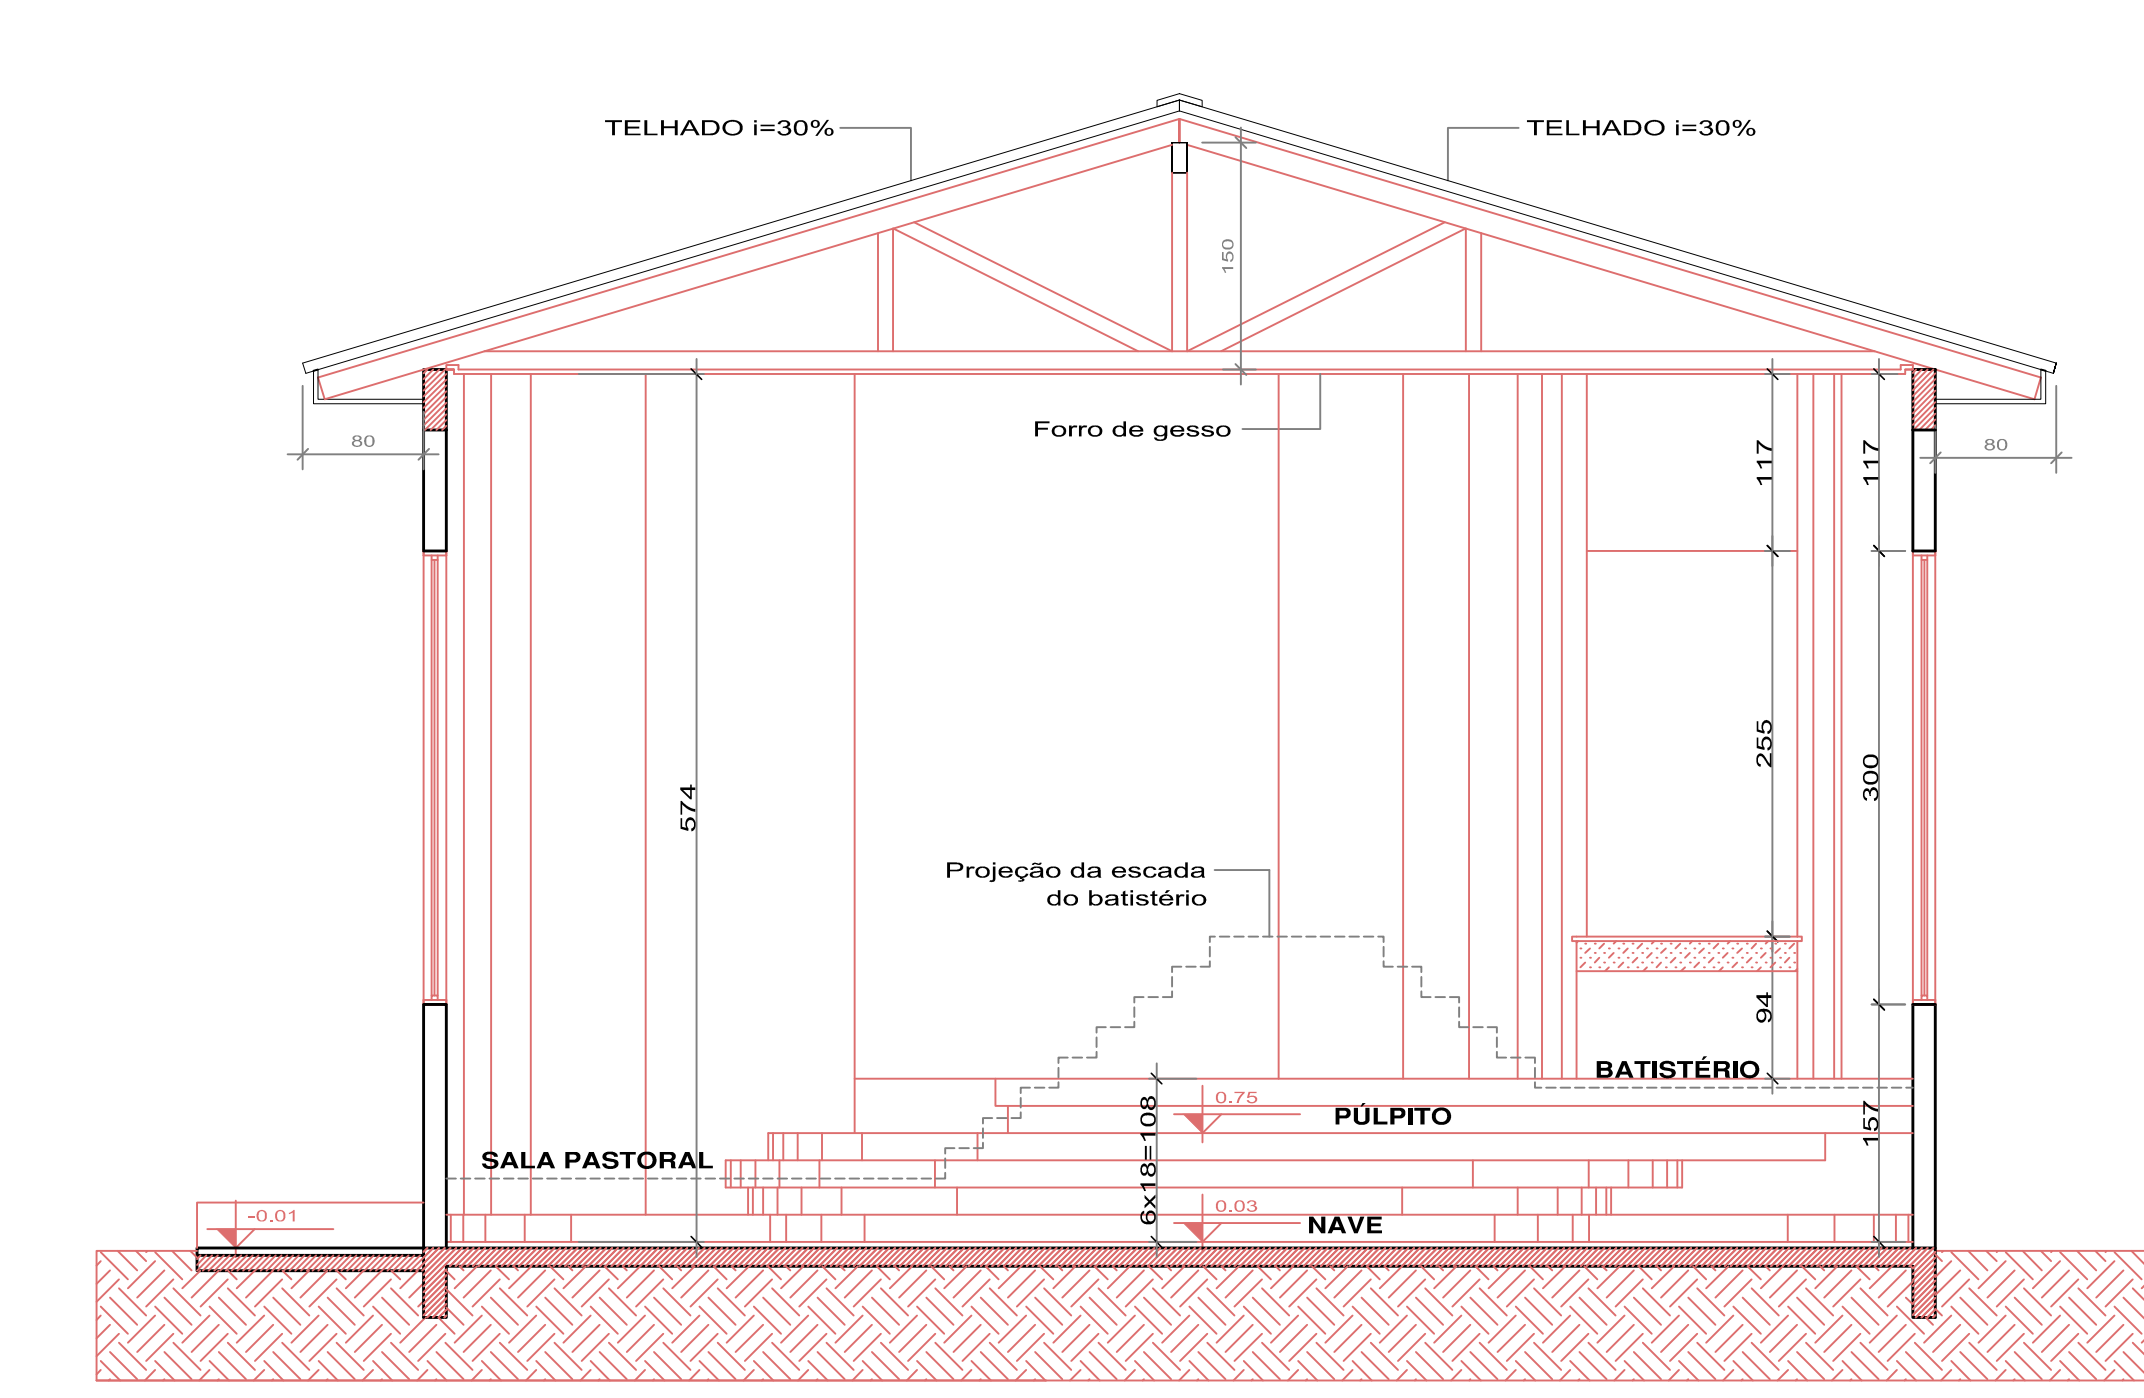 TELHADO i=30%
TELHADO i=30%
150
Forro de gesso
80
117
117
80
255
300
574
Projeção da escada
do batistério
94
BATISTÉRIO
0.75
PÚLPITO
157
6x18=108
SALA PASTORAL
-0.01
0.03
NAVE